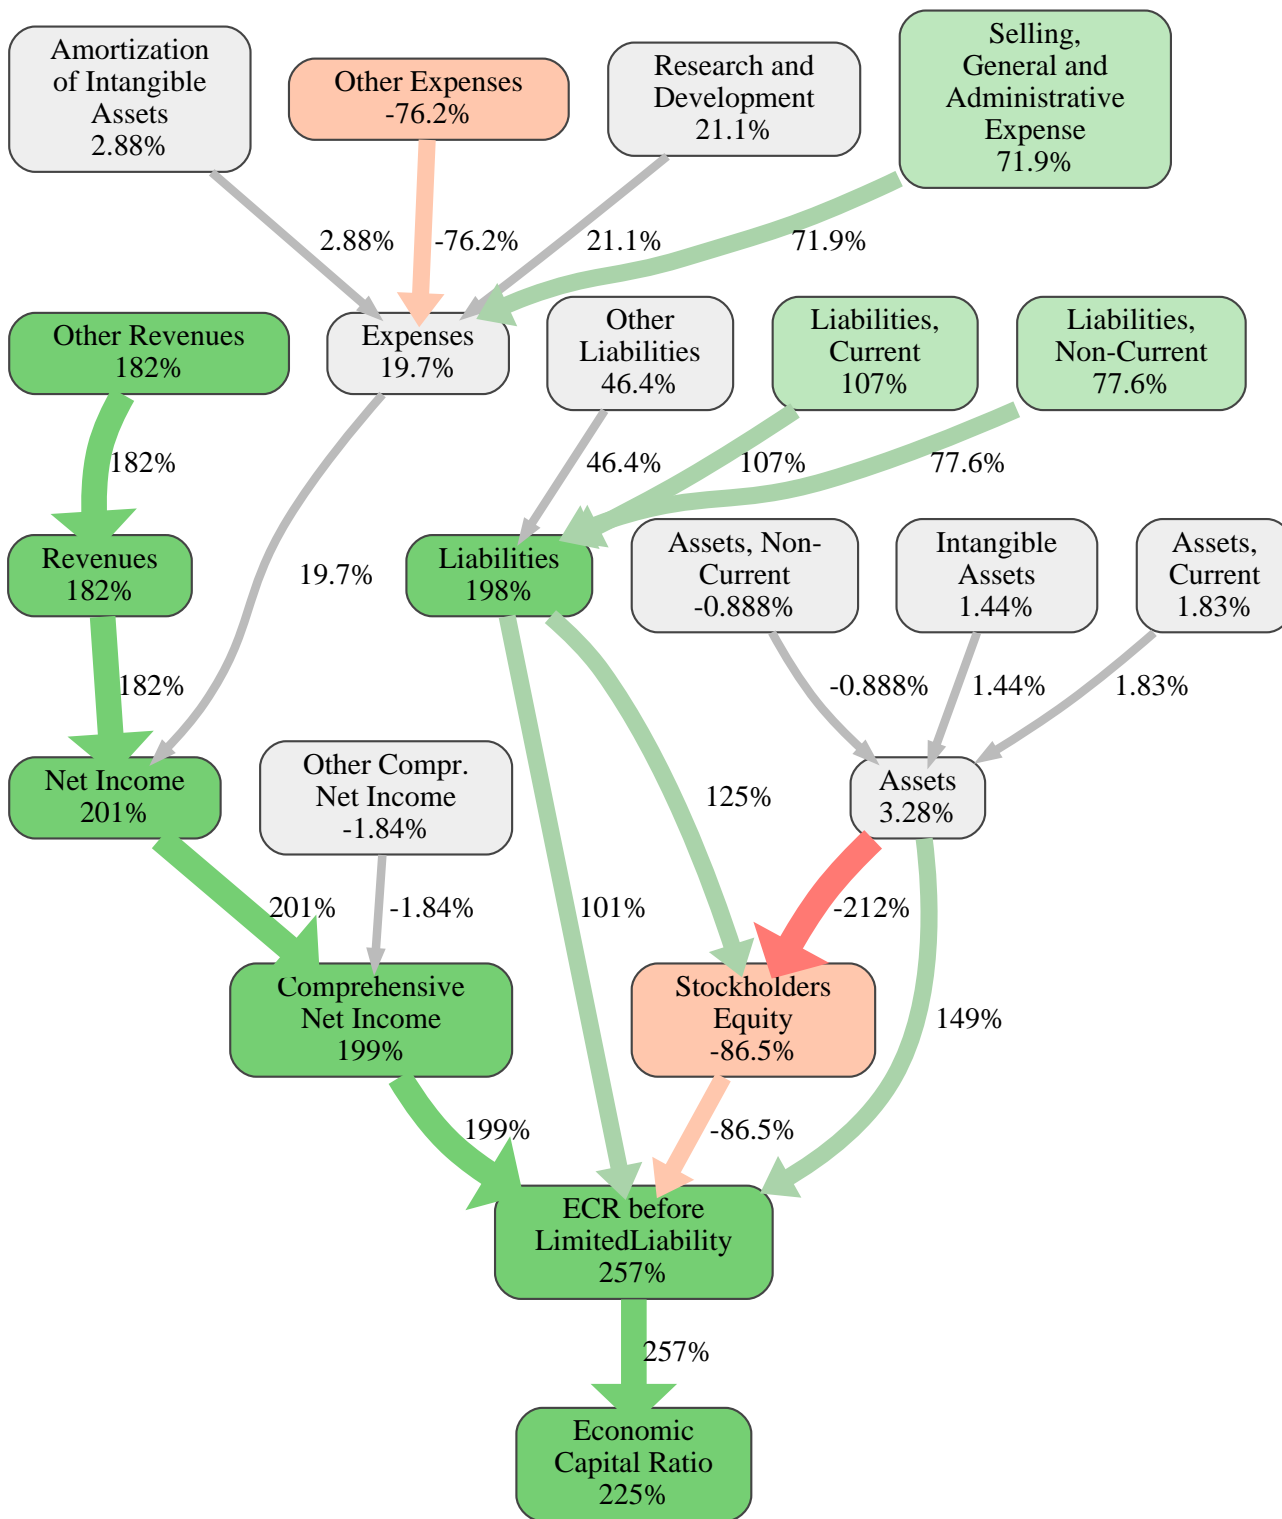 Amortization
of Intangible
Assets
2.88%
Other Expenses
-76.2%
Research and
Development
21.1%
Selling,
General and
Administrative
Expense
71.9%
2.88%
-76.2%
21.1%
71.9%
Other Revenues
182%
Expenses
19.7%
Other
Liabilities
46.4%
Liabilities,
Current
107%
Liabilities,
Non-Current
77.6%
182%
46.4%
107%
77.6%
Revenues
182%
19.7%
Liabilities
198%
Assets, Non-
Current
-0.888%
Intangible
Assets
1.44%
Assets,
Current
1.83%
182%
-0.888%
1.44%
1.83%
Net Income
201%
Other Compr.
Net Income
-1.84%
125%
Assets
3.28%
201%
-1.84%
101%
-212%
Comprehensive
Net Income
199%
Stockholders
Equity
-86.5%
149%
199%
-86.5%
ECR before
LimitedLiability
257%
257%
Economic
Capital Ratio
225%